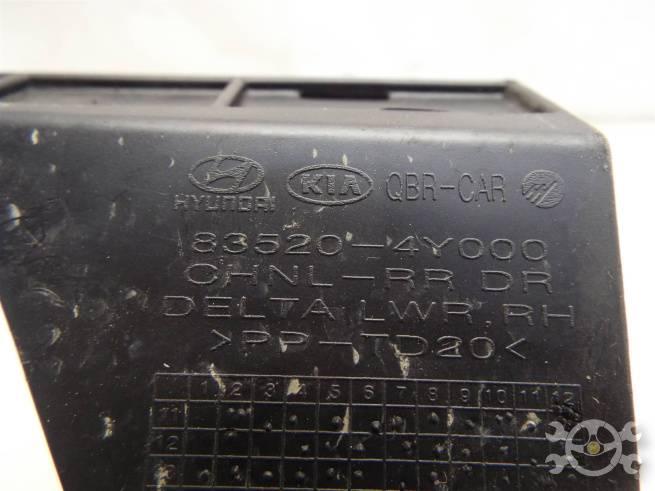 HYUNDAI KIA QBR-CAR
83520-4Y000
CHNL-RR DR
DELTA LWR, RH
>PP-TD20<
1 2 3 4 5 6 7 8 9 10 11 12
11
12